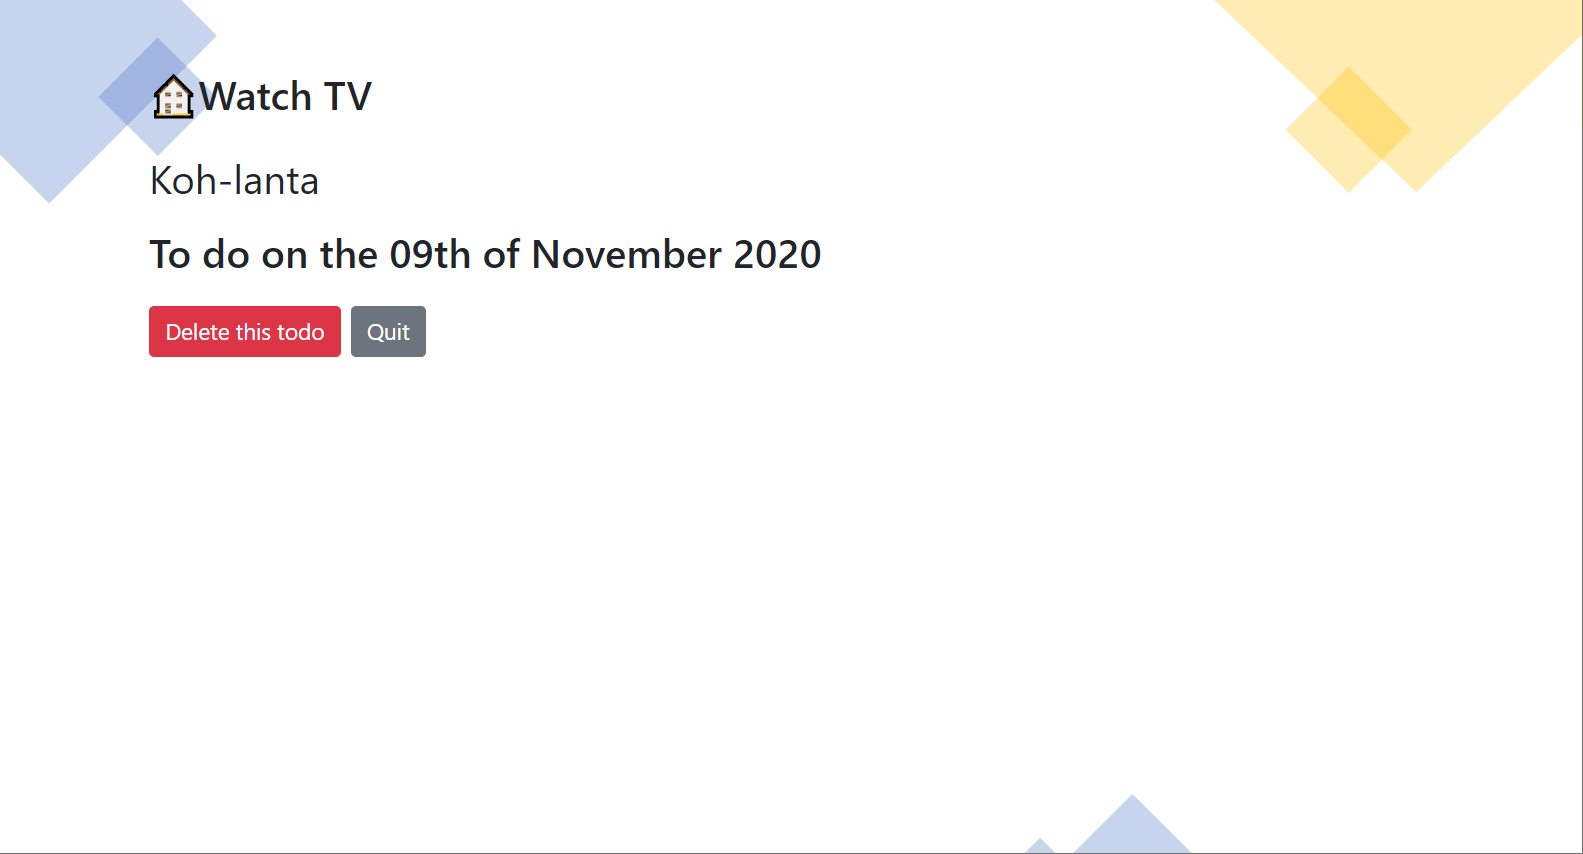 Watch TV
Koh-lanta
To do on the 09th of November 2020
Delete this todo
Quit